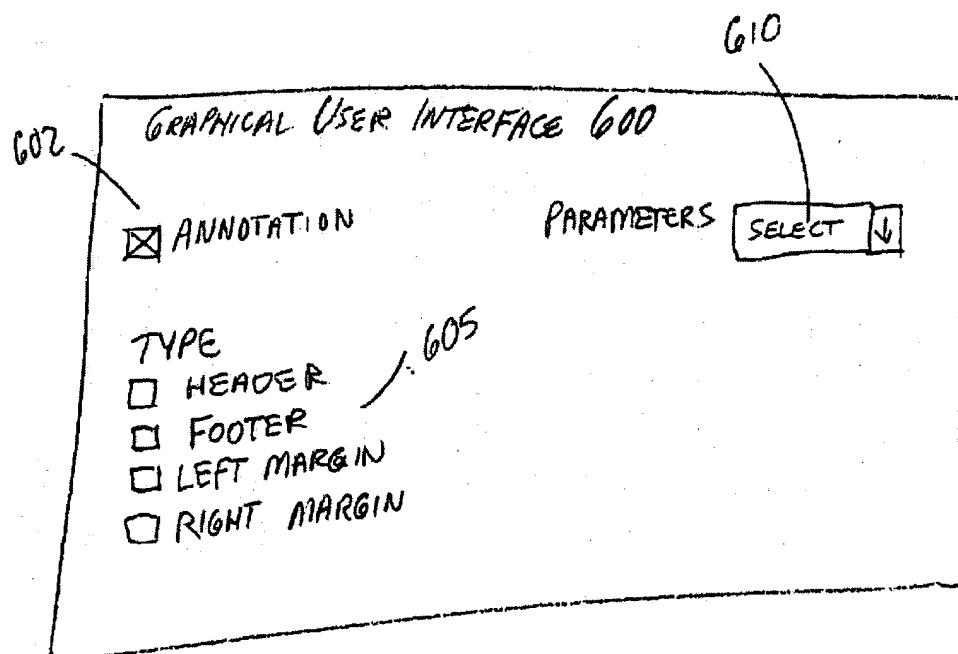 610
GRAPHICAL USER INTERFACE 600
602
ANNOTATION
PARAMETERS SELECT
TYPE
605
HEADER
FOOTER
LEFT MARGIN
RIGHT MARGIN